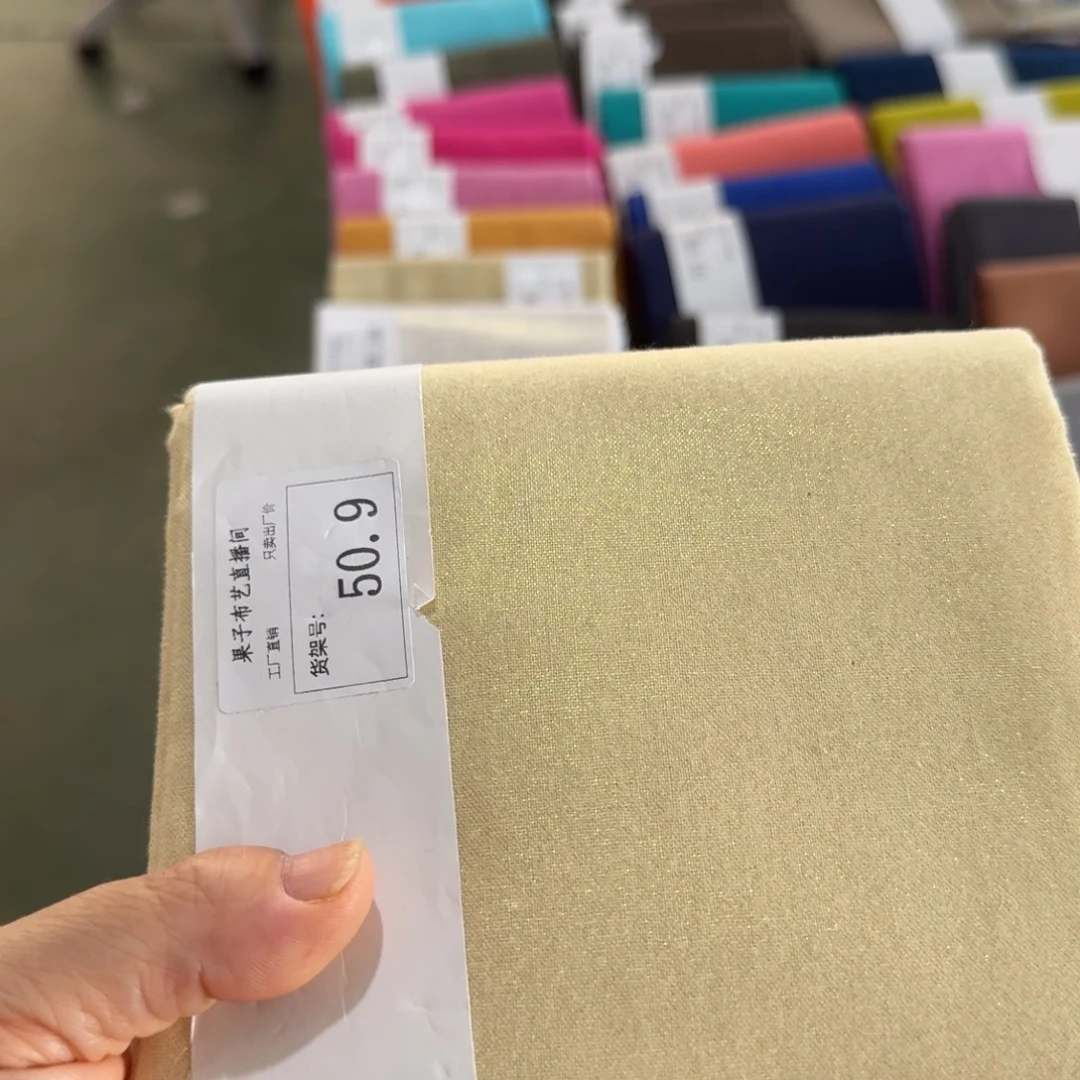 果子布艺直播间
工厂直销 只卖出厂价
货架号:
50.9